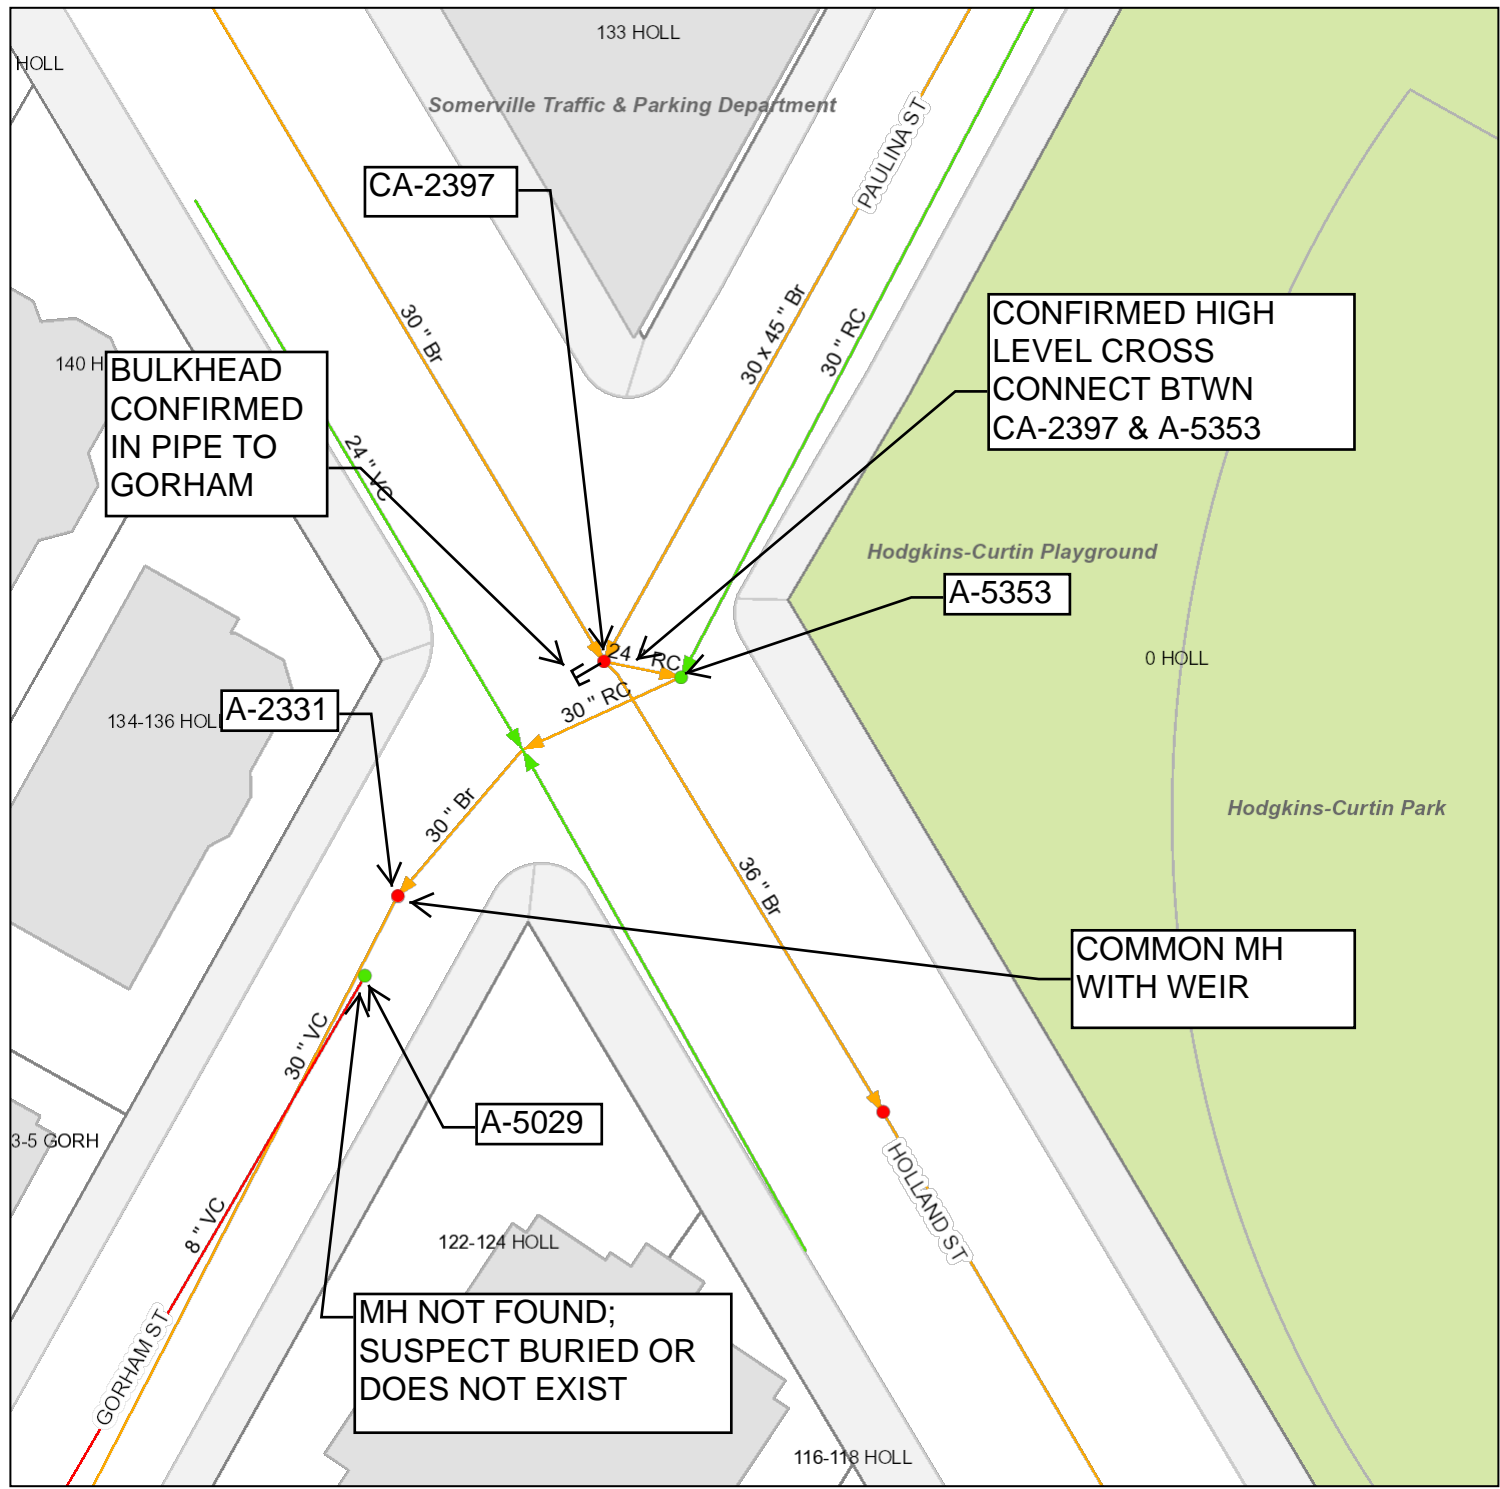 133 HOLL
HOLL
Somerville Traffic & Parking Department
PAULINA ST
CA-2397
30 " Br
30 x 45 " Br
30 " RC
CONFIRMED HIGH
LEVEL CROSS
CONNECT BTWN
CA-2397 & A-5353
140 H
BULKHEAD
CONFIRMED
IN PIPE TO
GORHAM
24 " VC
Hodgkins-Curtin Playground
A-5353
24 " RC
0 HOLL
30 " RC
A-2331
134-136 HOLL
Hodgkins-Curtin Park
30 " Br
36 " Br
COMMON MH
WITH WEIR
30 " VC
A-5029
3-5 GORH
HOLLAND ST
8 " VC
122-124 HOLL
MH NOT FOUND;
SUSPECT BURIED OR
DOES NOT EXIST
GORHAM ST
116-118 HOLL